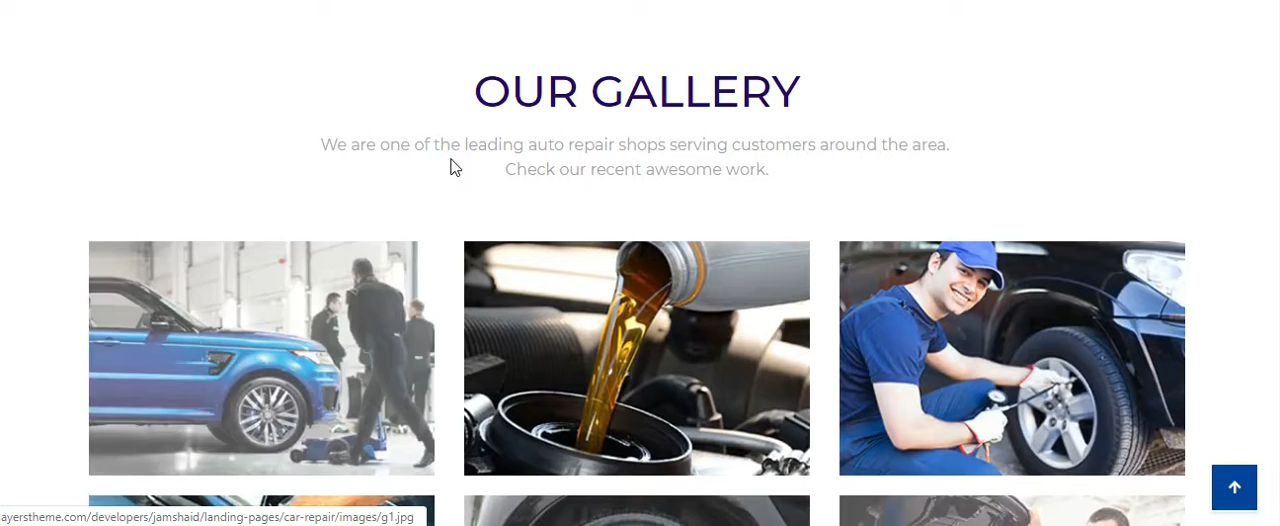 OUR GALLERY
We are one of the leading auto repair shops serving customers around the area.
Check our recent awesome work.
ayerstheme.com/developers/jamshaid/landing-pages/car-repair/images/g1.jpg